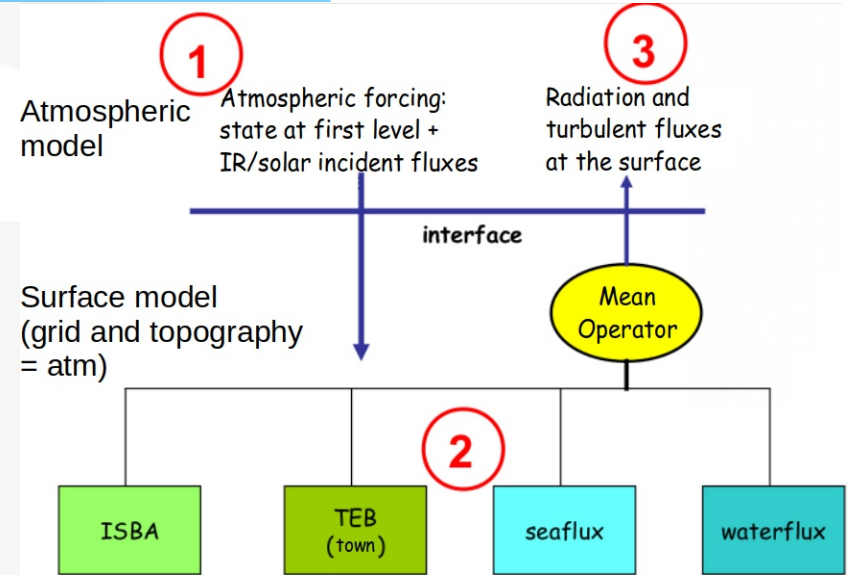 1
3
Atmospheric
model
Atmospheric forcing:
state at first level +
IR/solar incident fluxes
Radiation and
turbulent fluxes
at the surface
interface
Surface model
(grid and topography
= atm)
Mean
Operator
2
ISBA
TEB
(town)
seaflux
waterflux